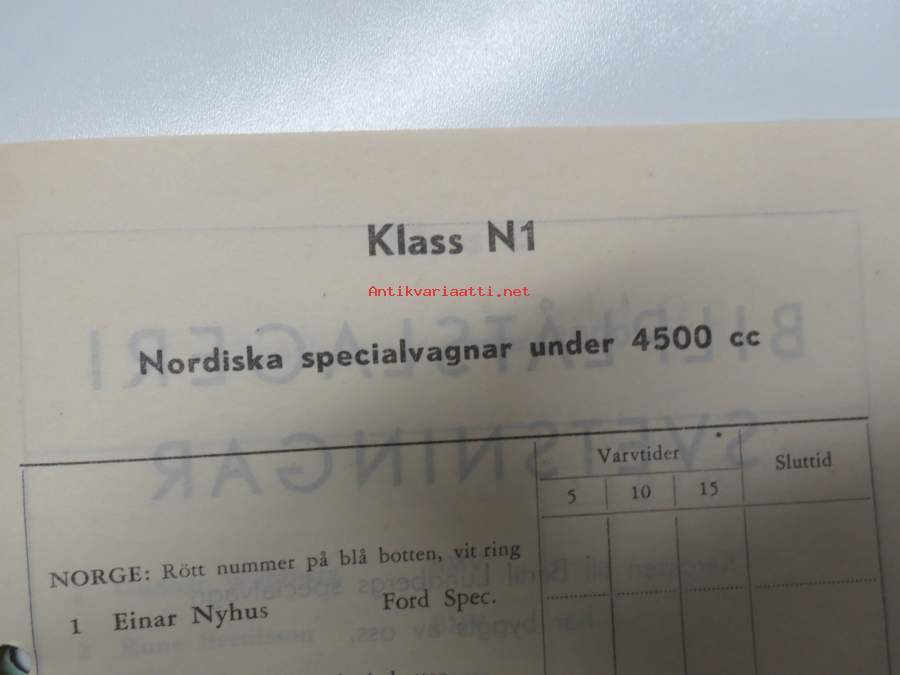 Klass N1
Antikvariaatti.net
Nordiska specialvagnar under 4500 cc
Varvtider
Sluttid
5 10 15
NORGE: Rött nummer på blå botten, vit ring
1 Einar Nyhus Ford Spec.